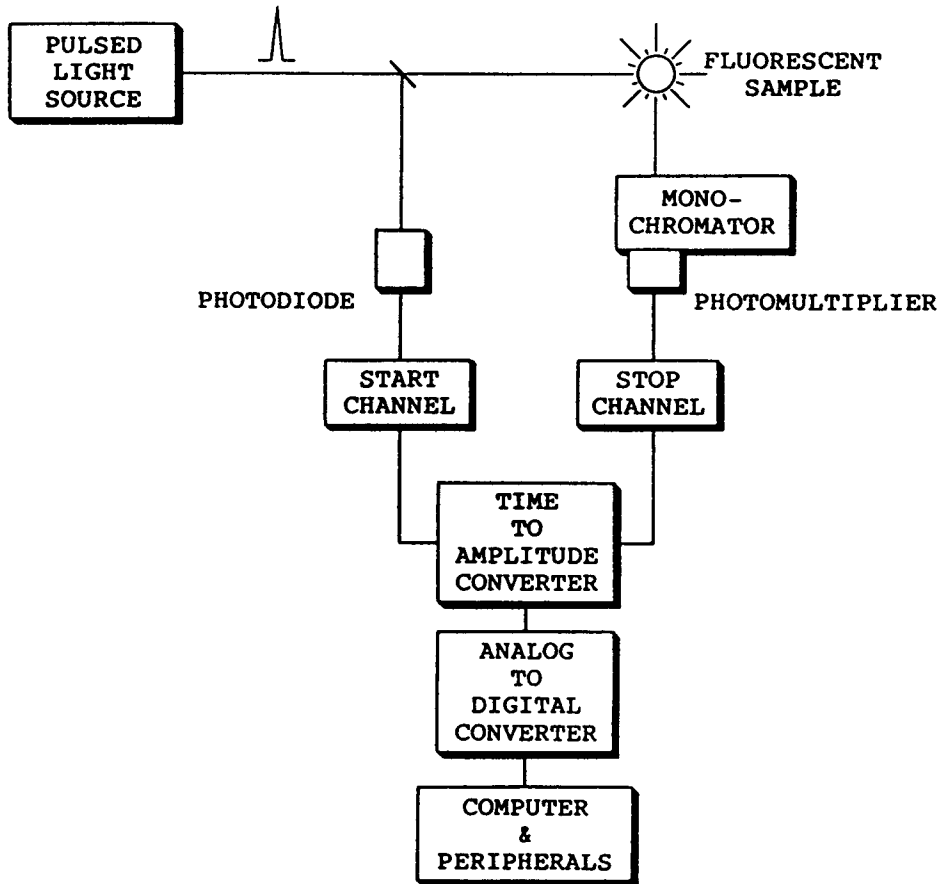 PULSED
LIGHT
SOURCE
FLUORESCENT
SAMPLE
MONO-
CHROMATOR
PHOTODIODE
PHOTOMULTIPLIER
START
CHANNEL
STOP
CHANNEL
TIME
TO
AMPLITUDE
CONVERTER
ANALOG
TO
DIGITAL
CONVERTER
COMPUTER
&
PERIPHERALS